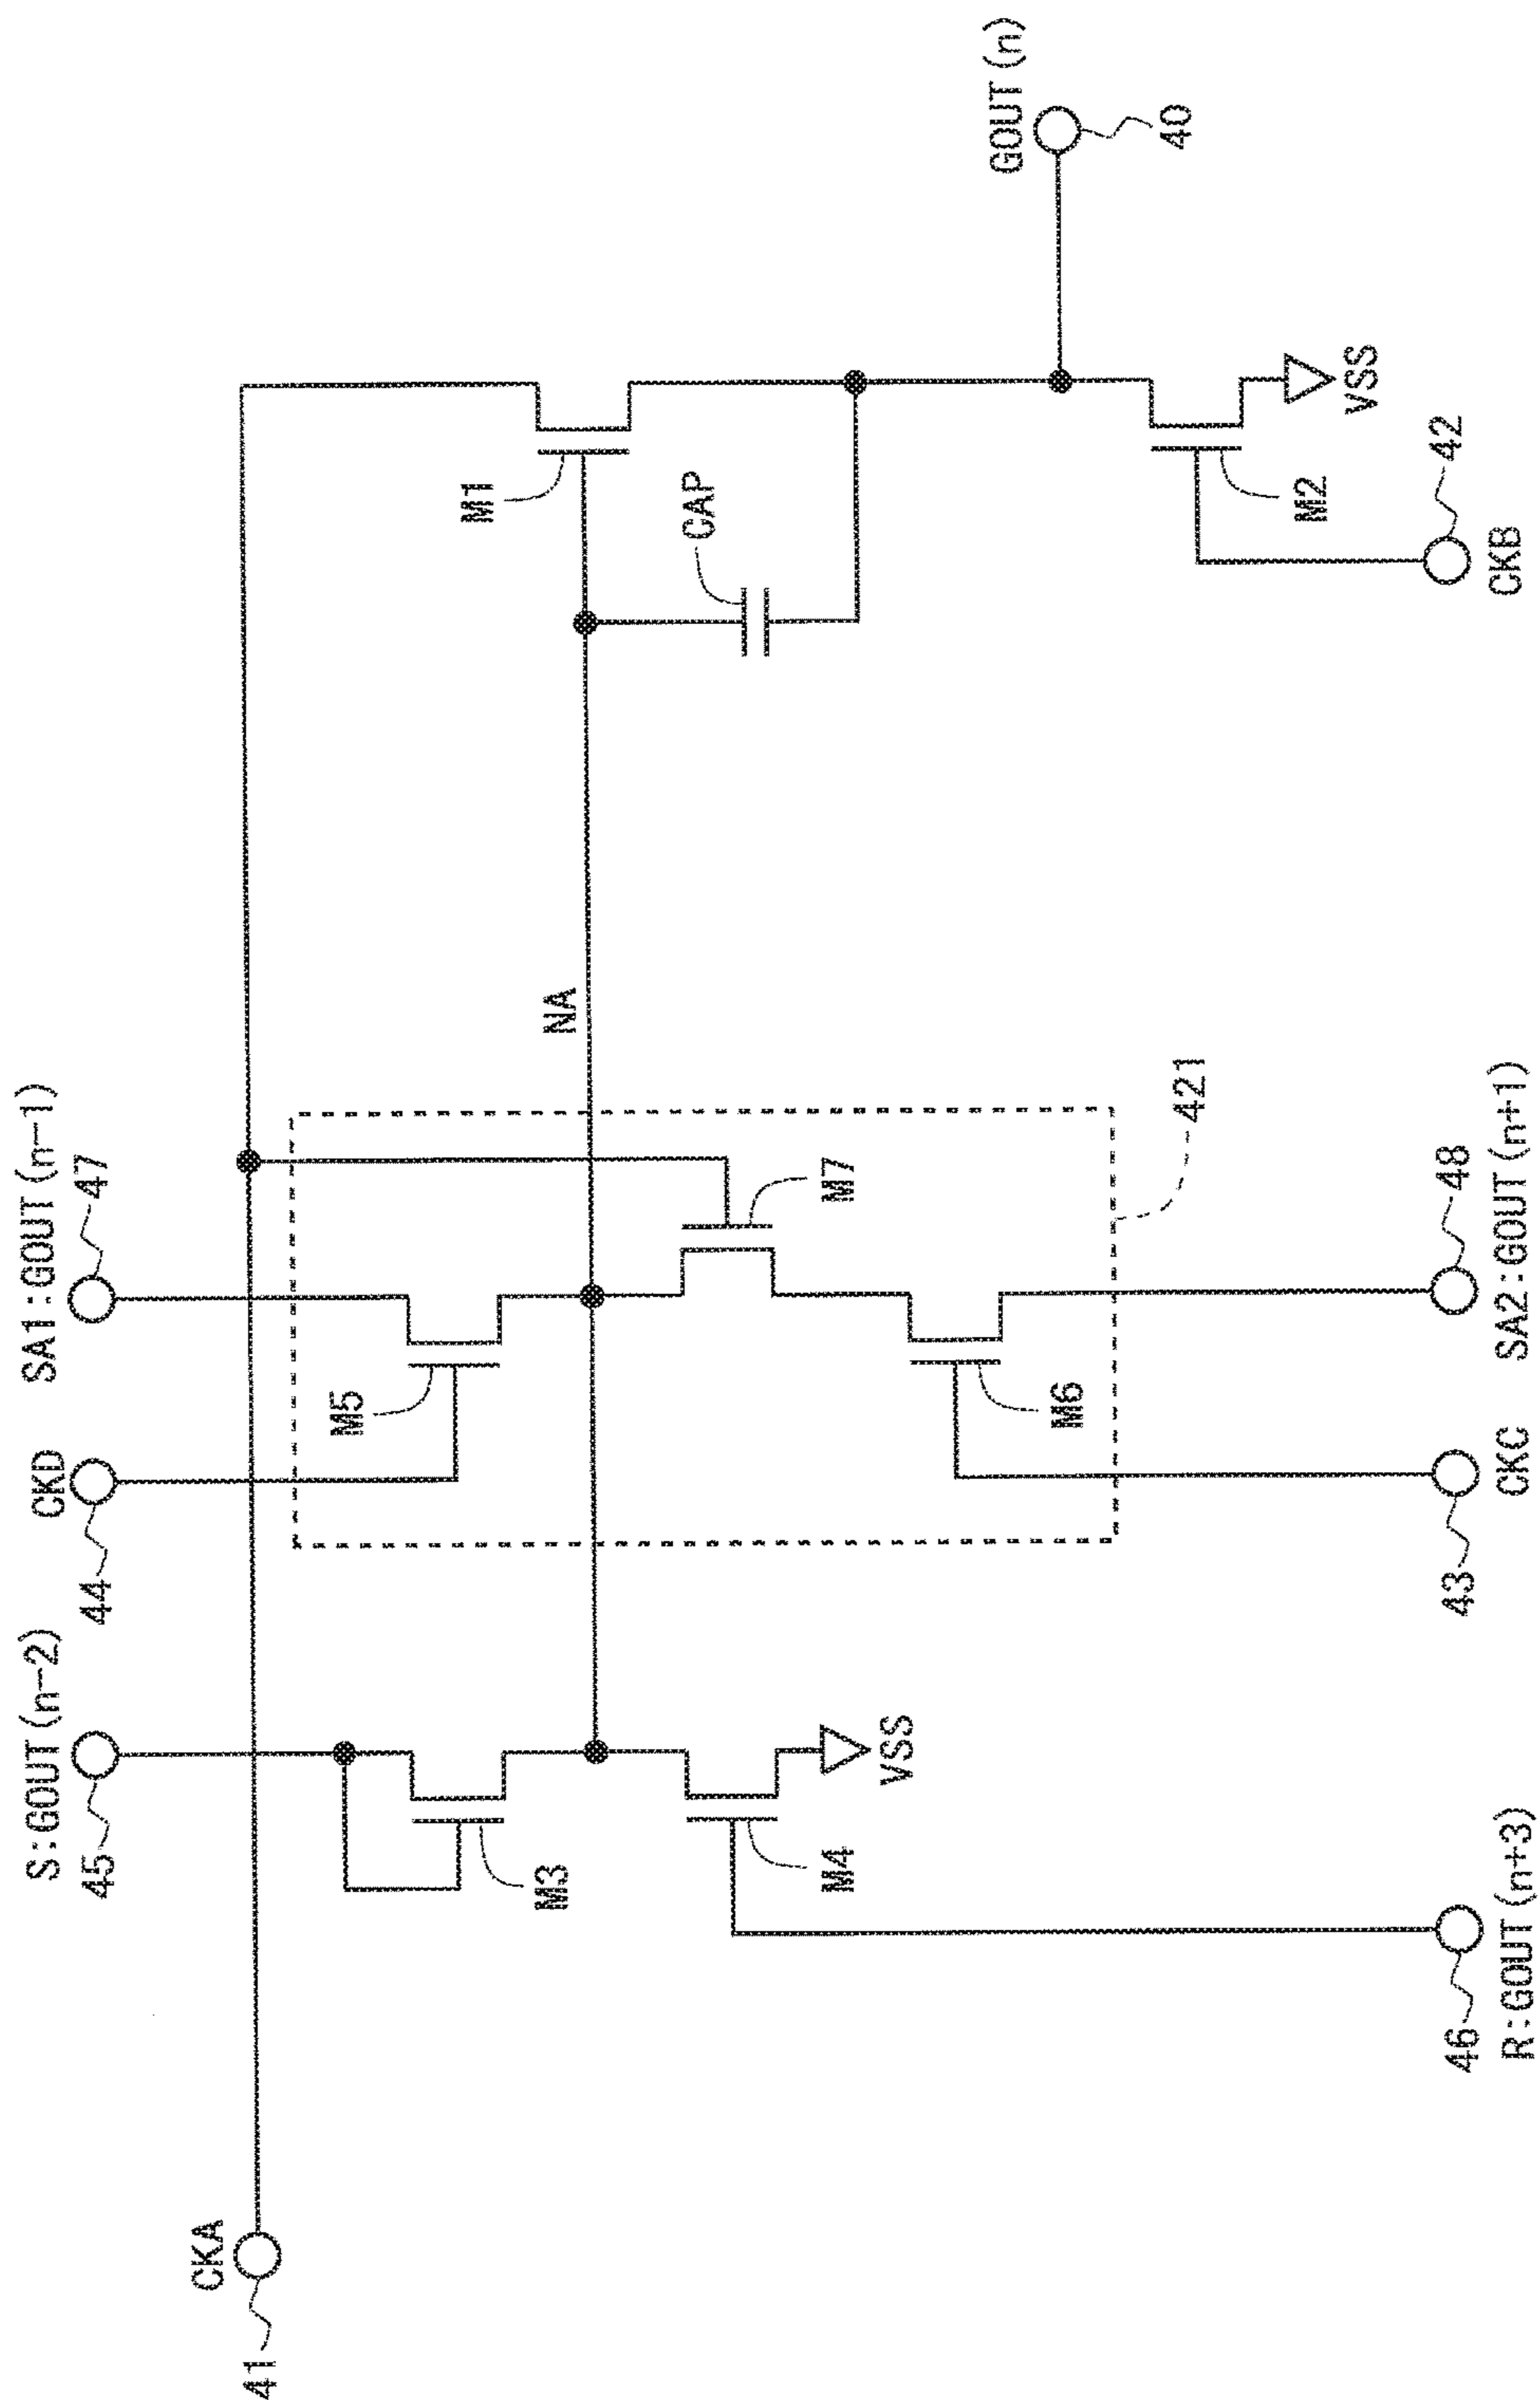 S:GOUT(n-2)
45
CKD
44
SA1:GOUT(n-1)
47
CKA
41
M3
M5
NA
M1
CAP
M4
VSS
M7
M6
421
GOUT(n)
40
M2
VSS
46
R:GOUT(n+3)
43
CKC
48
SA2:GOUT(n+1)
42
CKB